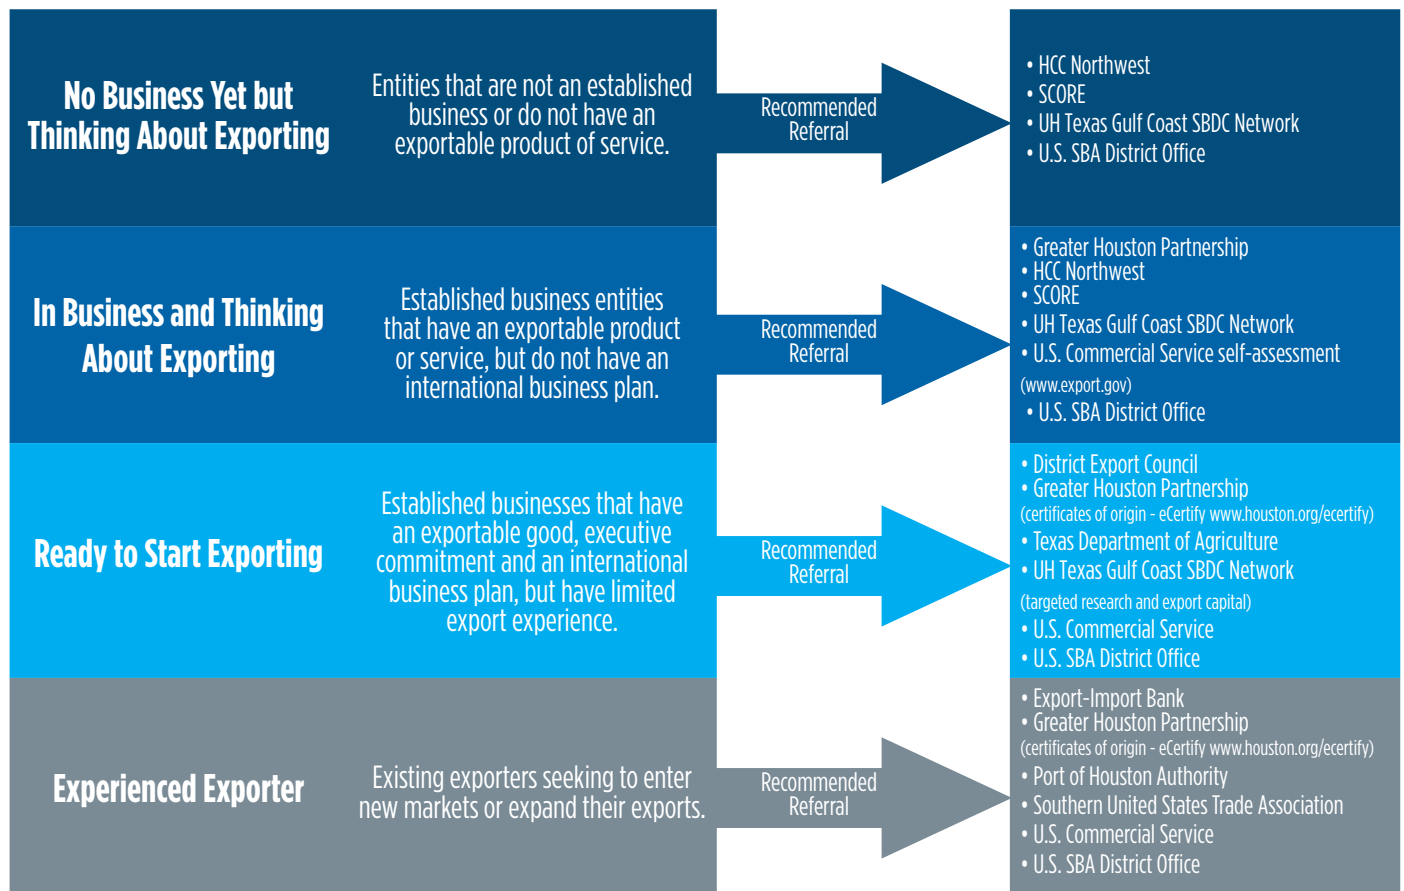 No Business Yet but
Thinking About Exporting
Entities that are not an established
business or do not have an
exportable product of service.
Recommended
Referral
• HCC Northwest
• SCORE
• UH Texas Gulf Coast SBDC Network
• U.S. SBA District Office
In Business and Thinking
About Exporting
Established business entities
that have an exportable product
or service, but do not have an
international business plan.
Recommended
Referral
• Greater Houston Partnership
• HCC Northwest
• SCORE
• UH Texas Gulf Coast SBDC Network
• U.S. Commercial Service self-assessment
(www.export.gov)
• U.S. SBA District Office
Ready to Start Exporting
Established businesses that have
an exportable good, executive
commitment and an international
business plan, but have limited
export experience.
Recommended
Referral
• District Export Council
• Greater Houston Partnership
(certificates of origin - eCertify www.houston.org/ecertify)
• Texas Department of Agriculture
• UH Texas Gulf Coast SBDC Network
(targeted research and export capital)
• U.S. Commercial Service
• U.S. SBA District Office
Experienced Exporter
Existing exporters seeking to enter
new markets or expand their exports.
Recommended
Referral
• Export-Import Bank
• Greater Houston Partnership
(certificates of origin - eCertify www.houston.org/ecertify)
• Port of Houston Authority
• Southern United States Trade Association
• U.S. Commercial Service
• U.S. SBA District Office